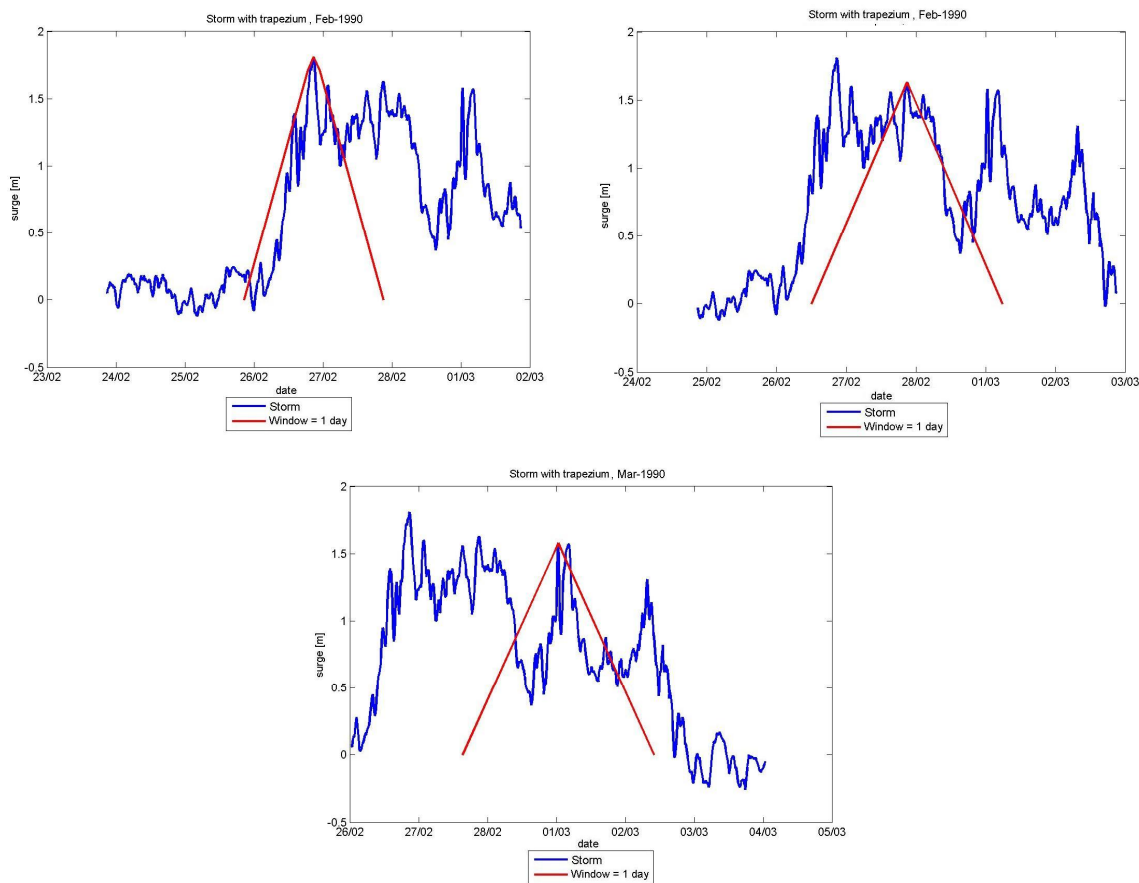 Storm with trapezium , Feb-1990
2
1.5
1
0.5
0
-0.5
surge [m]
23/02 24/02 25/02 26/02 27/02 28/02 01/03 02/03
date
Storm
Window = 1 day
Storm with trapezium , Feb-1990
2
1.5
1
0.5
0
-0.5
surge [m]
24/02 25/02 26/02 27/02 28/02 01/03 02/03 03/03
date
Storm
Window = 1 day
Storm with trapezium , Mar-1990
2
1.5
1
0.5
0
-0.5
surge [m]
26/02 27/02 28/02 01/03 02/03 03/03 04/03 05/03
date
Storm
Window = 1 day